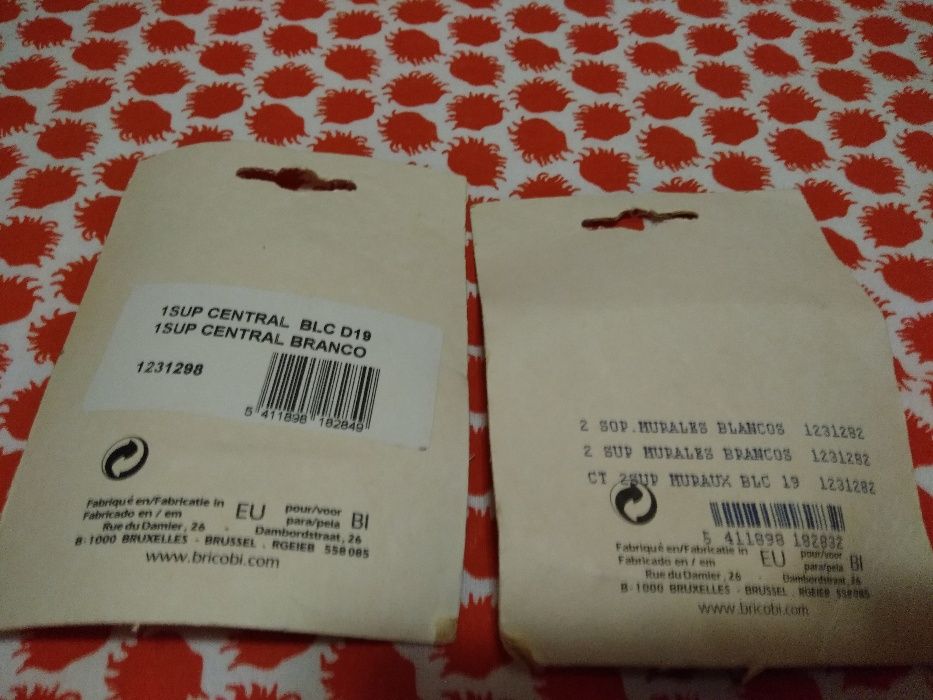 1SUP CENTRAL BLC D19
1SUP CENTRAL BRANCO
1231298
5 411898 182849
Fabriqué en/Fabricatie in
Fabricado en / em
EU
pour/voor
para/pela
BI
Rue du Damier, 26 - Dambordstraat, 26
B-1000 BRUXELLES - BRUSSEL . RGEIEB 558085
www.bricobi.com
2 SOP.MURALES BLANCOS 1231282
2 SUP MURALES BRANCOS 1231282
CT 2SUP MURAUX BLC 19 1231282
5 411898 182832
Fabriqué en/Fabricatie in
Fabricado en / em
EU
pour/voor
para/pela
BI
Rue du Damier, 26 - Dambordstraat, 26
B-1000 BRUXELLES - BRUSSEL . RGEIEB 558085
www.bricobi.com